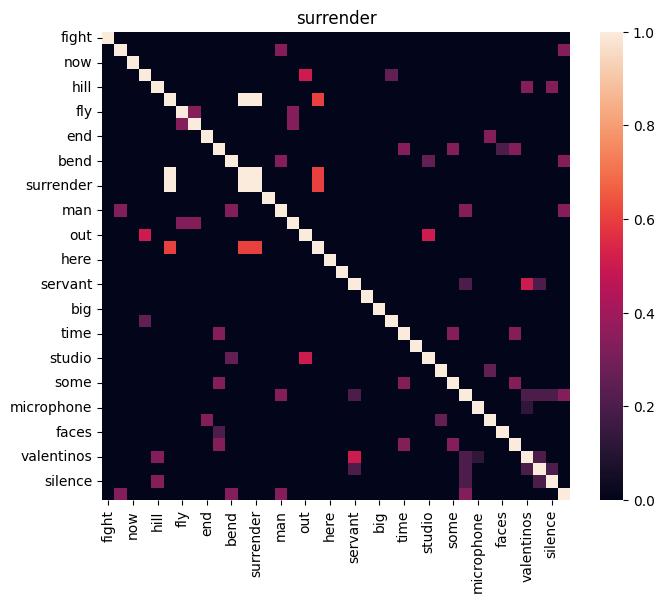 surrender
fight
now
hill
fly
end
bend
surrender
man
out
here
servant
big
time
studio
some
microphone
faces
valentinos
silence
fight
now
hill
fly
end
bend
surrender
man
out
here
servant
big
time
studio
some
microphone
faces
valentinos
silence
1.0
0.8
0.6
0.4
0.2
0.0